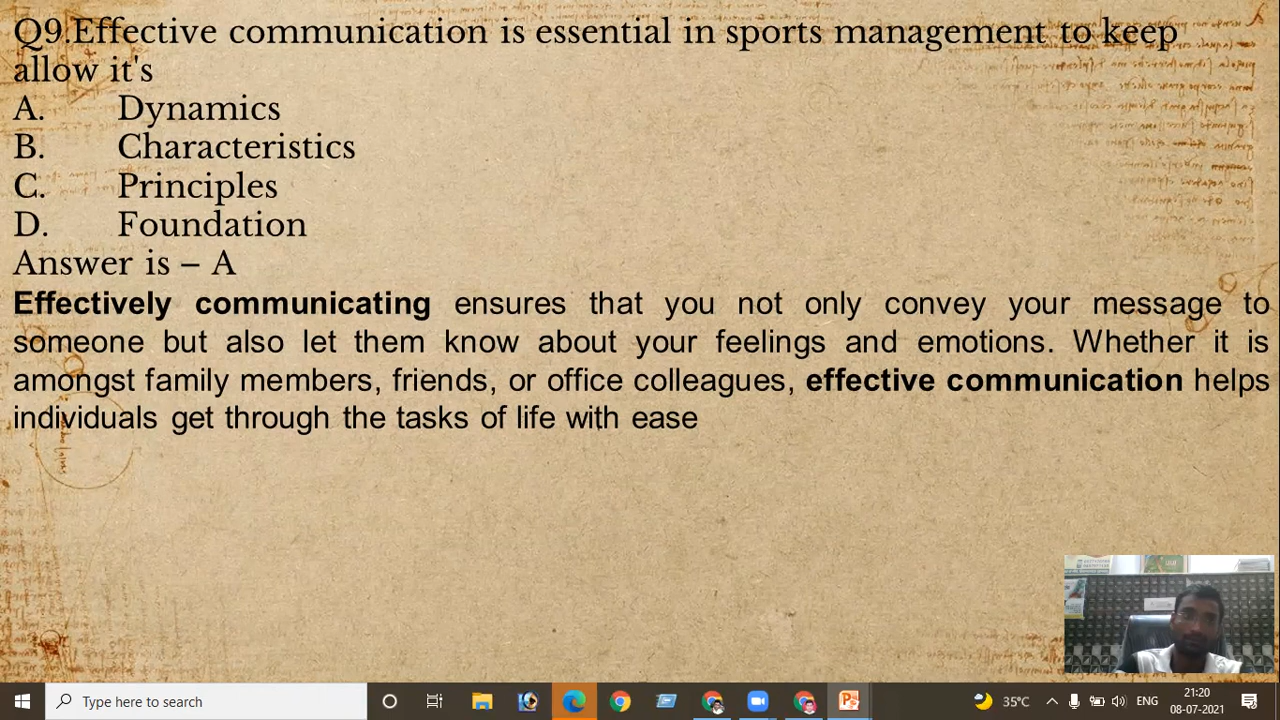 Q9.Effective communication is essential in sports management to keep
allow it's
A. Dynamics
B. Characteristics
C. Principles
D. Foundation
Answer is – A
Effectively communicating ensures that you not only convey your message to
someone but also let them know about your feelings and emotions. Whether it is
amongst family members, friends, or office colleagues, effective communication helps
individuals get through the tasks of life with ease
Type here to search
35°C
ENG
21:20
08-07-2021